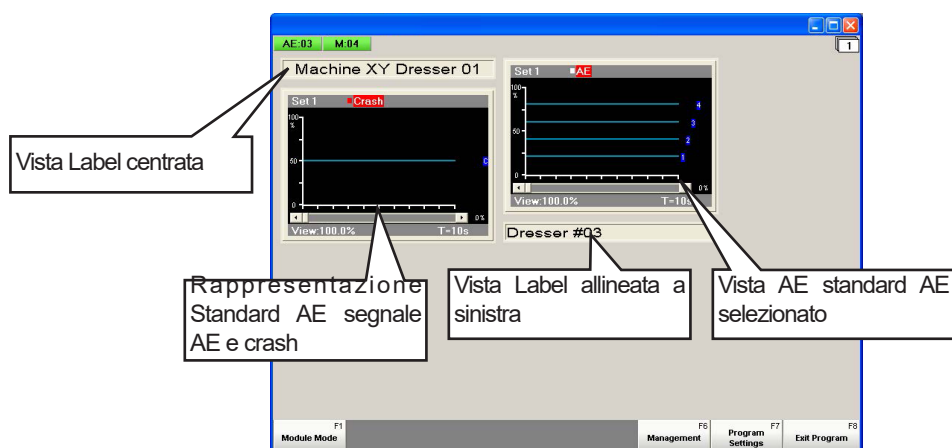 AE:03 M:04
1
Machine XY Dresser 01
Set 1 Crash
100
%
50
0
C
0%
View:100.0% T=10s
Set 1 AE
100
%
50
0
4
3
2
1
0%
View:100.0% T=10s
Dresser #03
Vista Label centrata
Rappresentazione
Standard AE segnale
AE e crash
Vista Label allineata a
sinistra
Vista AE standard AE
selezionato
F1
Module Mode
F6
Management
F7
Program
Settings
F8
Exit Program